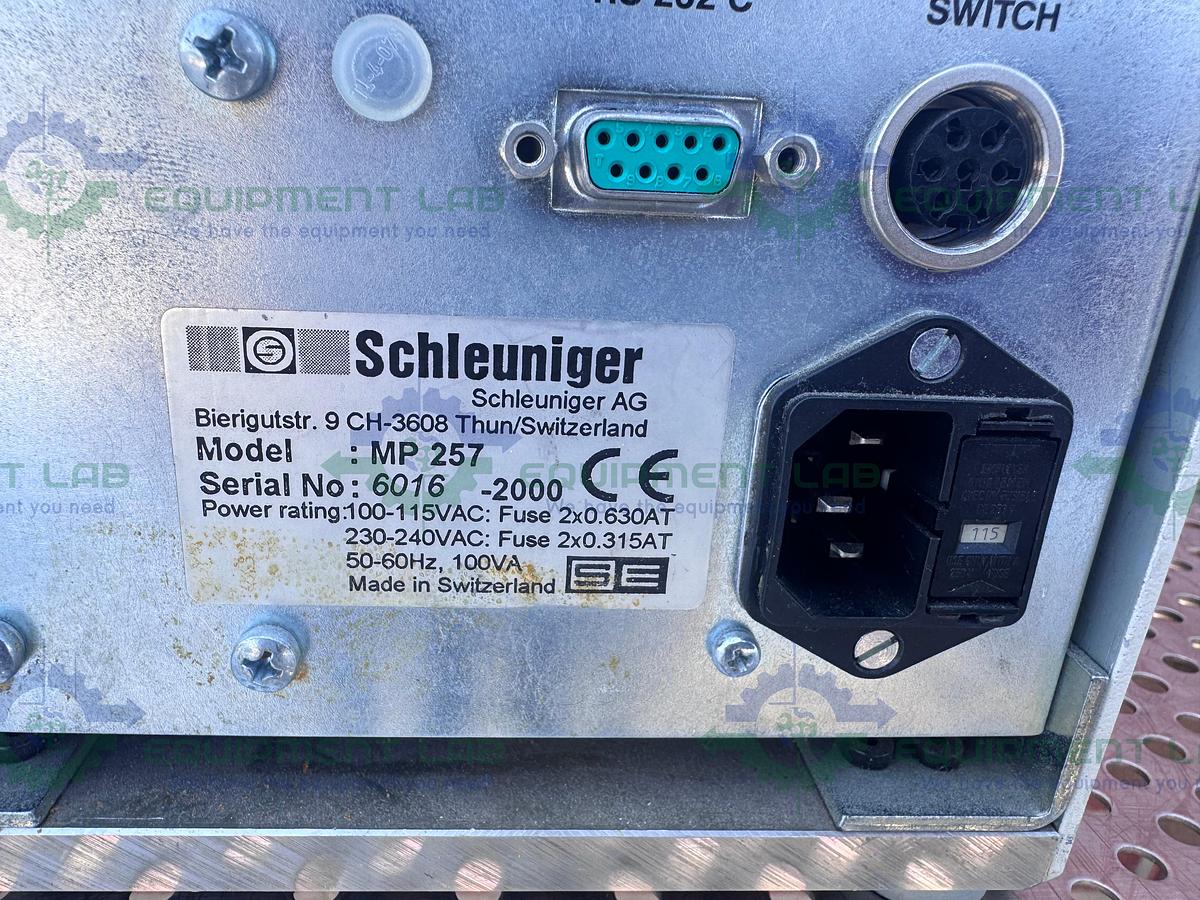 SWITCH
Schleuniger
Schleuniger AG
Bierigutstr. 9 CH-3608 Thun/Switzerland
Model : MP 257
Serial No: 6016 -2000 CE
Power rating:100-115VAC: Fuse 2x0.630AT
230-240VAC: Fuse 2x0.315AT
50-60Hz, 100VA
Made in Switzerland
115
EQUIPMENT LAB
We have the equipment you need